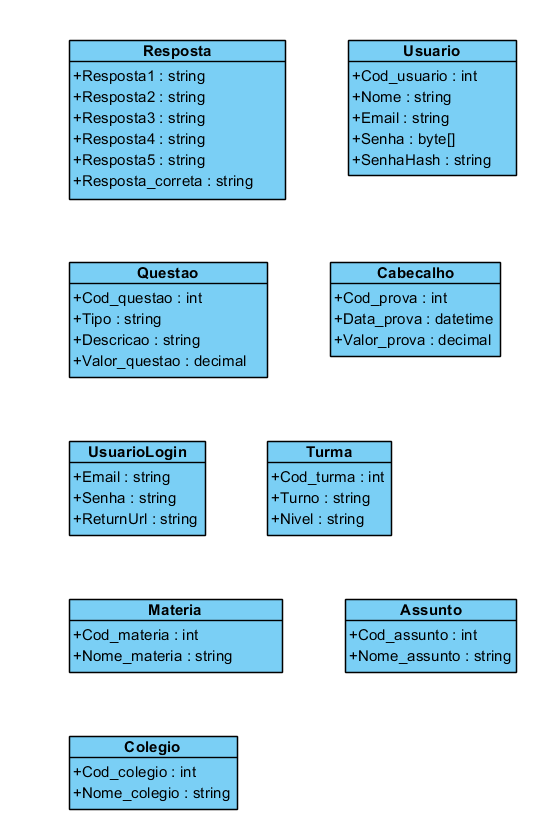 Resposta
+Resposta1 : string
+Resposta2 : string
+Resposta3 : string
+Resposta4 : string
+Resposta5 : string
+Resposta_correta : string
Usuario
+Cod_usuario : int
+Nome : string
+Email : string
+Senha : byte[]
+SenhaHash : string
Questao
+Cod_questao : int
+Tipo : string
+Descricao : string
+Valor_questao : decimal
Cabecalho
+Cod_prova : int
+Data_prova : datetime
+Valor_prova : decimal
UsuarioLogin
+Email : string
+Senha : string
+ReturnUrl : string
Turma
+Cod_turma : int
+Turno : string
+Nivel : string
Materia
+Cod_materia : int
+Nome_materia : string
Assunto
+Cod_assunto : int
+Nome_assunto : string
Colegio
+Cod_colegio : int
+Nome_colegio : string